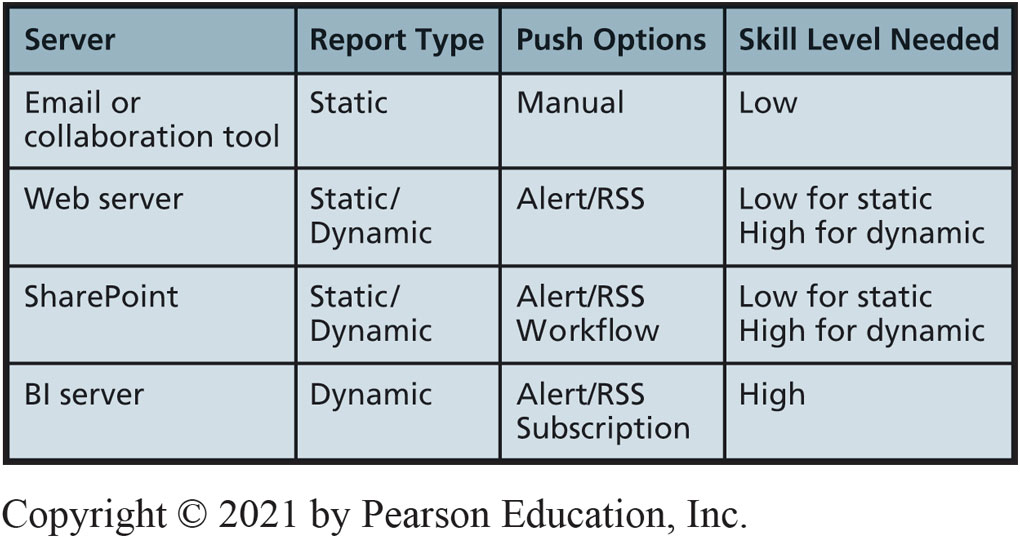 Server Report Type Push Options Skill Level Needed
Email or Static Manual Low
collaboration tool
Web server Static/ Alert/RSS Low for static
Dynamic High for dynamic
SharePoint Static/ Alert/RSS Low for static
Dynamic Workflow High for dynamic
BI server Dynamic Alert/RSS High
Subscription
Copyright © 2021 by Pearson Education, Inc.